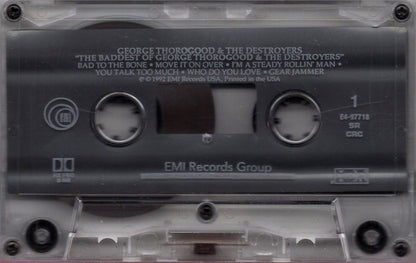 GEORGE THOROGOOD & THE DESTROYERS
"THE BADDEST OF GEORGE THOROGOOD & THE DESTROYERS"
BAD TO THE BONE • MOVE IT ON OVER • I'M A STEADY ROLLIN' MAN •
YOU TALK TOO MUCH • WHO DO YOU LOVE • GEAR JAMMER
℗ © 1992 EMI Records USA, Printed in the USA
EMI
1
E4-97718
SR
CRC
EMI Records Group